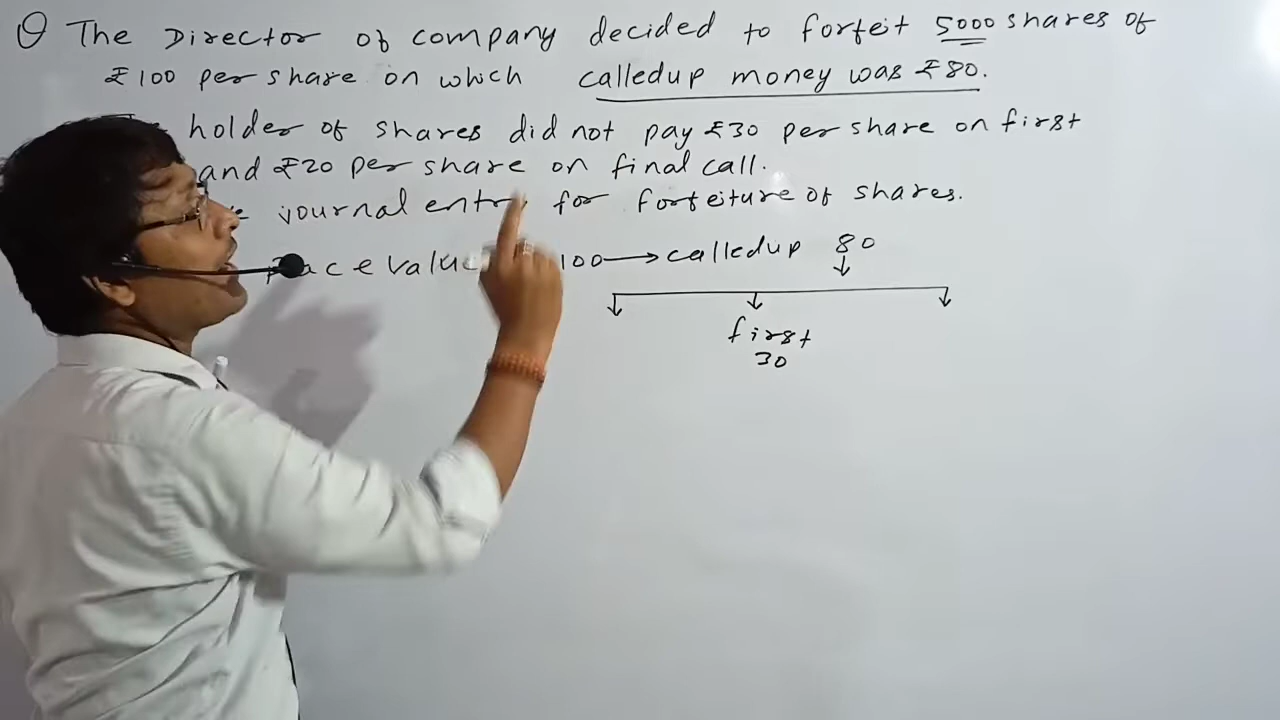 Q The Director of company decided to forfeit 5000 shares of
₹100 per share on which calledup money was ₹80.
holder of shares did not pay ₹30 per share on first
and ₹20 per share on final call.
journal entry for forfeiture of shares.
Face Value 100 → calledup 80
first
30